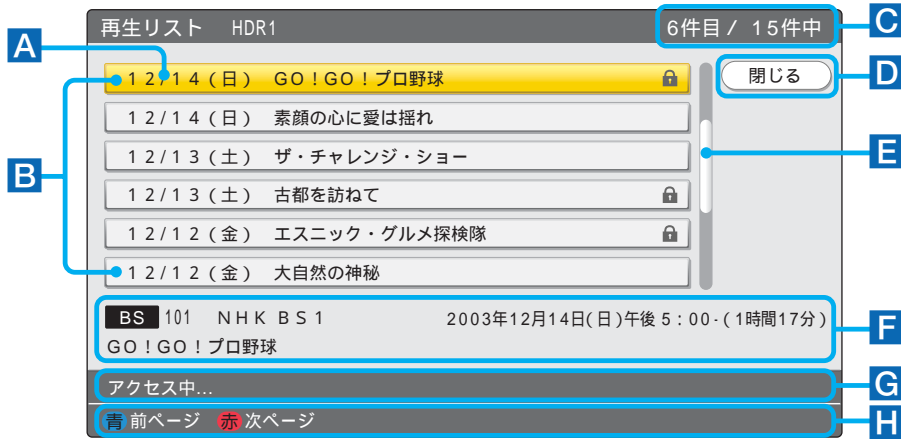 再生リスト HDR1 6件目 / 15件中 C
A
12/14(日) GO!GO!プロ野球 閉じる D
12/14(日) 素顔の心に愛は揺れ
12/13(土) ザ・チャレンジ・ショー E
B
12/13(土) 古都を訪ねて
12/12(金) エスニック・グルメ探検隊
12/12(金) 大自然の神秘
BS 101 NHK BS1 2003年12月14日(日)午後 5:00-(1時間17分) F
GO!GO!プロ野球
アクセス中... G
青 前ページ 赤 次ページ H